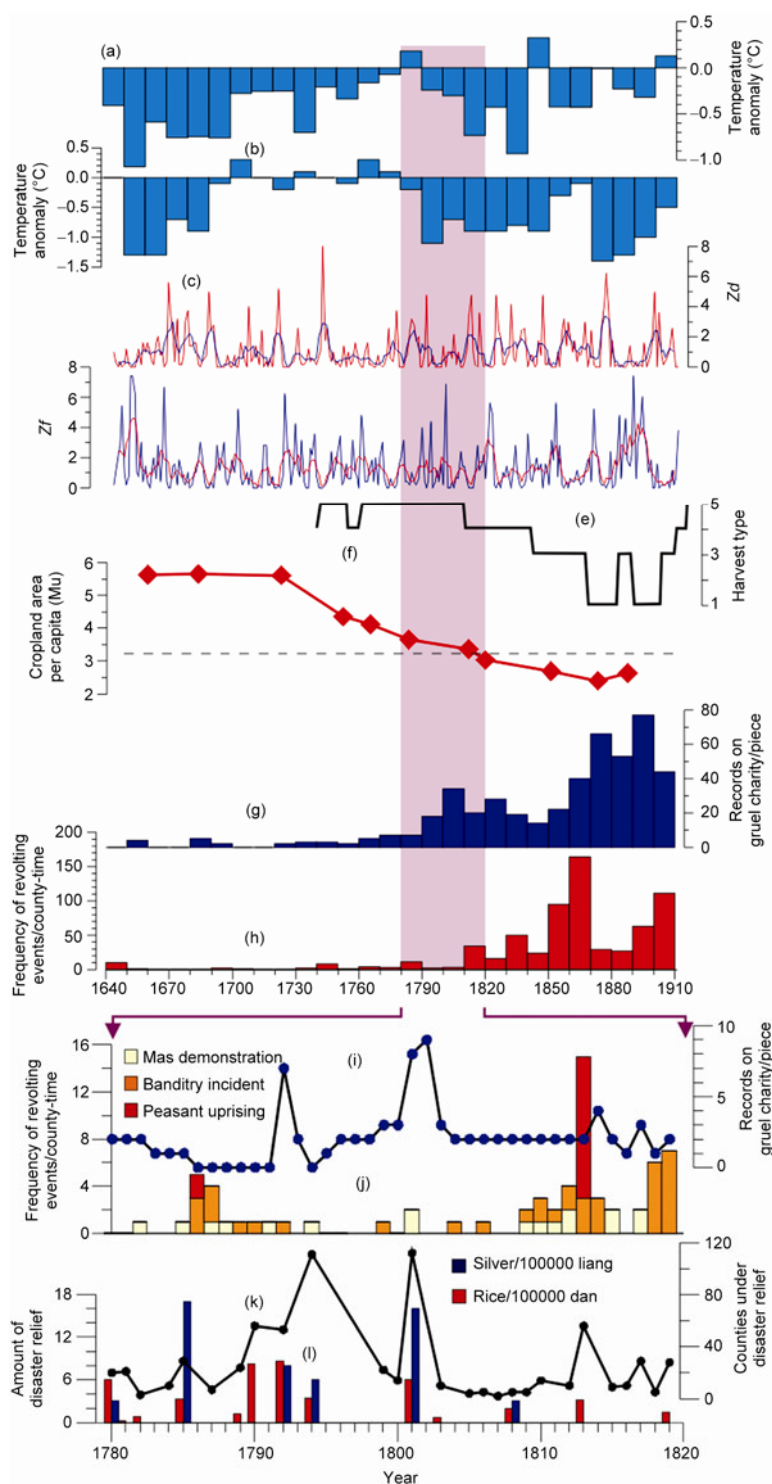 (a)
0.5
0.0
-0.5
-1.0
Temperature anomaly (°C)
(b)
0.5
0.0
-0.5
-1.0
-1.5
Temperature anomaly (°C)
(c)
8
6
4
2
0
Zd
8
6
4
2
0
Zf
(e)
5
3
1
Harvest type
(f)
6
5
4
3
2
Cropland area per capita (Mu)
(g)
80
60
40
20
0
Records on gruel charity/piece
(h)
200
150
100
50
0
Frequency of revolting events/county-time
1640 1670 1700 1730 1760 1790 1820 1850 1880 1910
(i)
Mas demonstration
Banditry incident
Peasant uprising
16
12
8
4
0
Frequency of revolting events/county-time
10
5
0
Records on gruel charity/piece
(j)
(k)
Silver/100000 liang
Rice/100000 dan
(l)
18
12
6
0
Amount of disaster relief
120
80
40
0
Counties under disaster relief
1780 1790 1800 1810 1820
Year